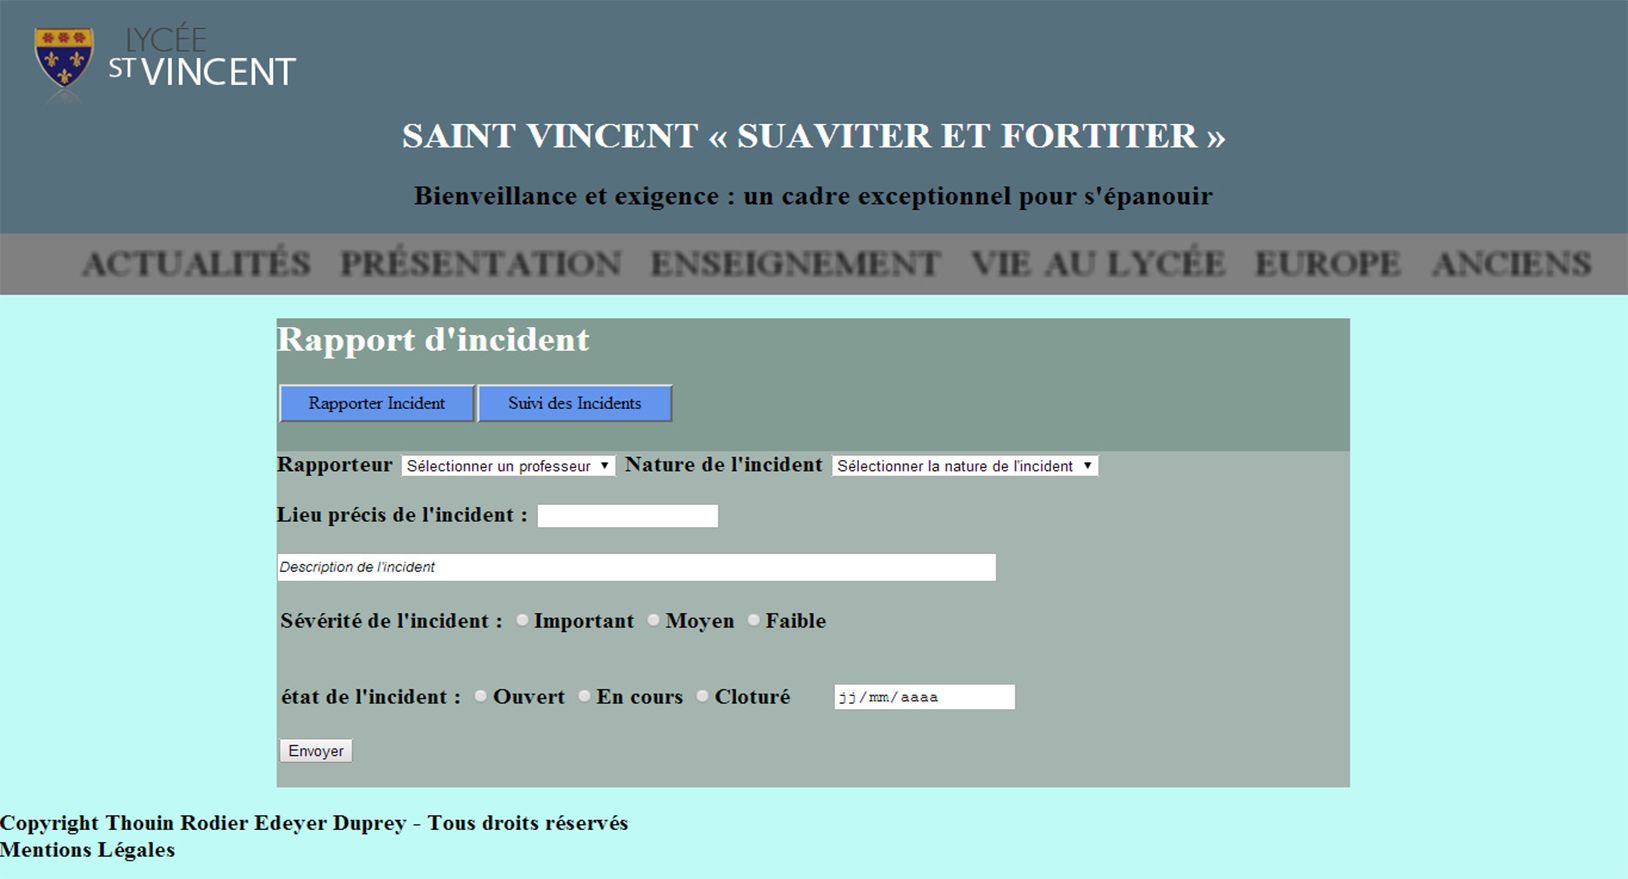 LYCÉE
ST VINCENT
SAINT VINCENT « SUAVITER ET FORTITER »
Bienveillance et exigence : un cadre exceptionnel pour s'épanouir
ACTUALITÉS PRÉSENTATION ENSEIGNEMENT VIE AU LYCÉE EUROPE ANCIENS
Rapport d'incident
Rapporter Incident Suivi des Incidents
Rapporteur Sélectionner un professeur Nature de l'incident Sélectionner la nature de l'incident
Lieu précis de l'incident :
Description de l'incident
Sévérité de l'incident : Important Moyen Faible
état de l'incident : Ouvert En cours Cloturé jj/mm/aaaa
Envoyer
Copyright Thouin Rodier Edeyer Duprey - Tous droits réservés
Mentions Légales